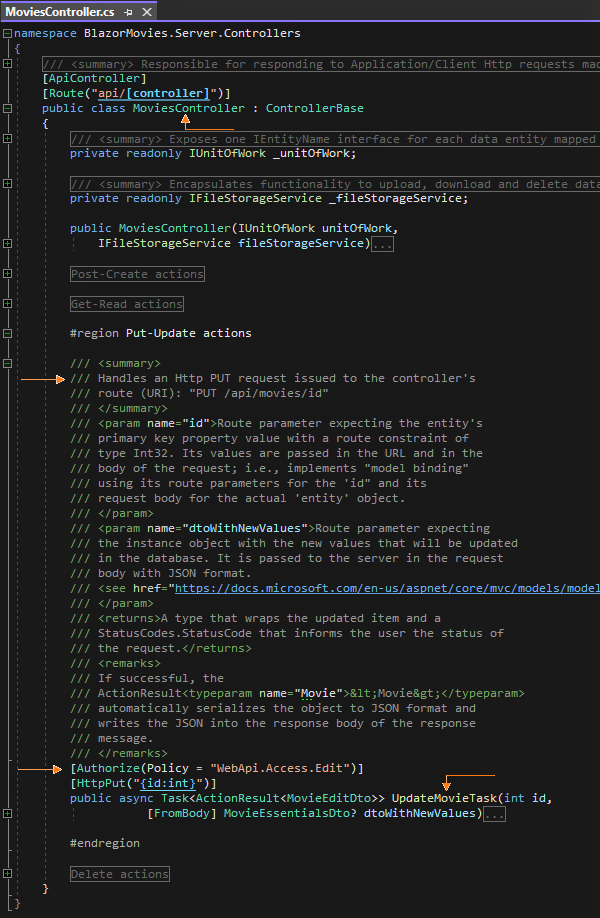 MoviesController.cs
namespace BlazorMovies.Server.Controllers
{
/// <summary> Responsible for responding to Application/Client Http requests mad
[ApiController]
[Route("api/[controller]")]
public class MoviesController : ControllerBase
{
/// <summary> Exposes one IEntityName interface for each data entity mapped
private readonly IUnitOfWork _unitOfWork;
/// <summary> Encapsulates functionality to upload, download and delete data
private readonly IFileStorageService _fileStorageService;
public MoviesController(IUnitOfWork unitOfWork,
IFileStorageService fileStorageService)...
Post-Create actions
Get-Read actions
#region Put-Update actions
/// <summary>
/// Handles an Http PUT request issued to the controller's
/// route (URI): "PUT /api/movies/id"
/// </summary>
/// <param name="id">Route parameter expecting the entity's
/// primary key property value with a route constraint of
/// type Int32. Its values are passed in the URL and in the
/// body of the request; i.e., implements "model binding"
/// using its route parameters for the 'id" and its
/// request body for the actual 'entity' object.
/// </param>
/// <param name="dtoWithNewValues">Route parameter expecting
/// the instance object with the new values that will be updated
/// in the database. It is passed to the server in the request
/// body with JSON format.
/// <see href="https://docs.microsoft.com/en-us/aspnet/core/mvc/models/model
/// </param>
/// <returns>A type that wraps the updated item and a
/// StatusCodes.StatusCode that informs the user the status of
/// the request.</returns>
/// <remarks>
/// If successful, the
/// ActionResult<typeparam name="Movie">&lt;Movie&gt;</typeparam>
/// automatically serializes the object to JSON format and
/// writes the JSON into the response body of the response
/// message.
/// </remarks>
[Authorize(Policy = "WebApi.Access.Edit")]
[HttpPut("{id:int}")]
public async Task<ActionResult<MovieEditDto>> UpdateMovieTask(int id,
[FromBody] MovieEssentialsDto? dtoWithNewValues)...
#endregion
Delete actions
}
}